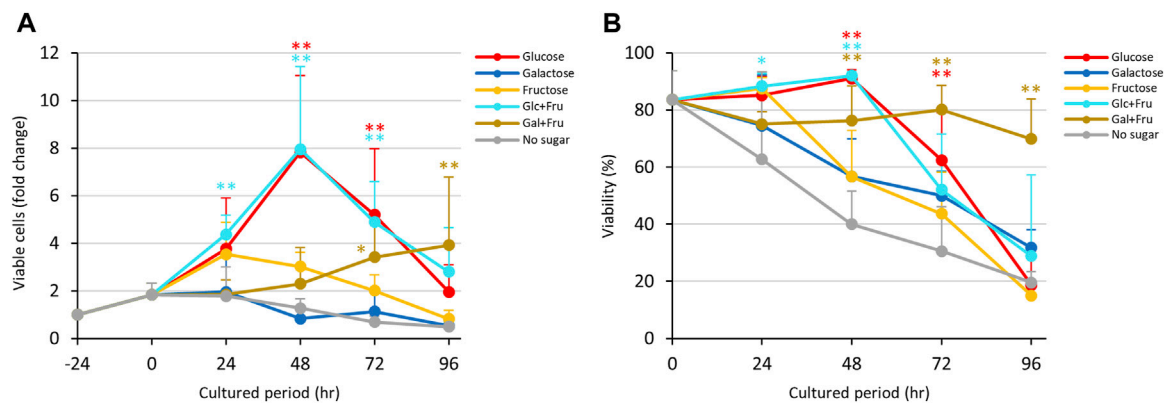 A
Viable cells (fold change)
12
10
8
6
4
2
0
-24 0 24 48 72 96
Cultured period (hr)
**
**
**
**
**
*
**
Glucose
Galactose
Fructose
Glc+Fru
Gal+Fru
No sugar
B
Viability (%)
100
80
60
40
20
0
0 24 48 72 96
Cultured period (hr)
*
**
**
**
**
**
**
Glucose
Galactose
Fructose
Glc+Fru
Gal+Fru
No sugar